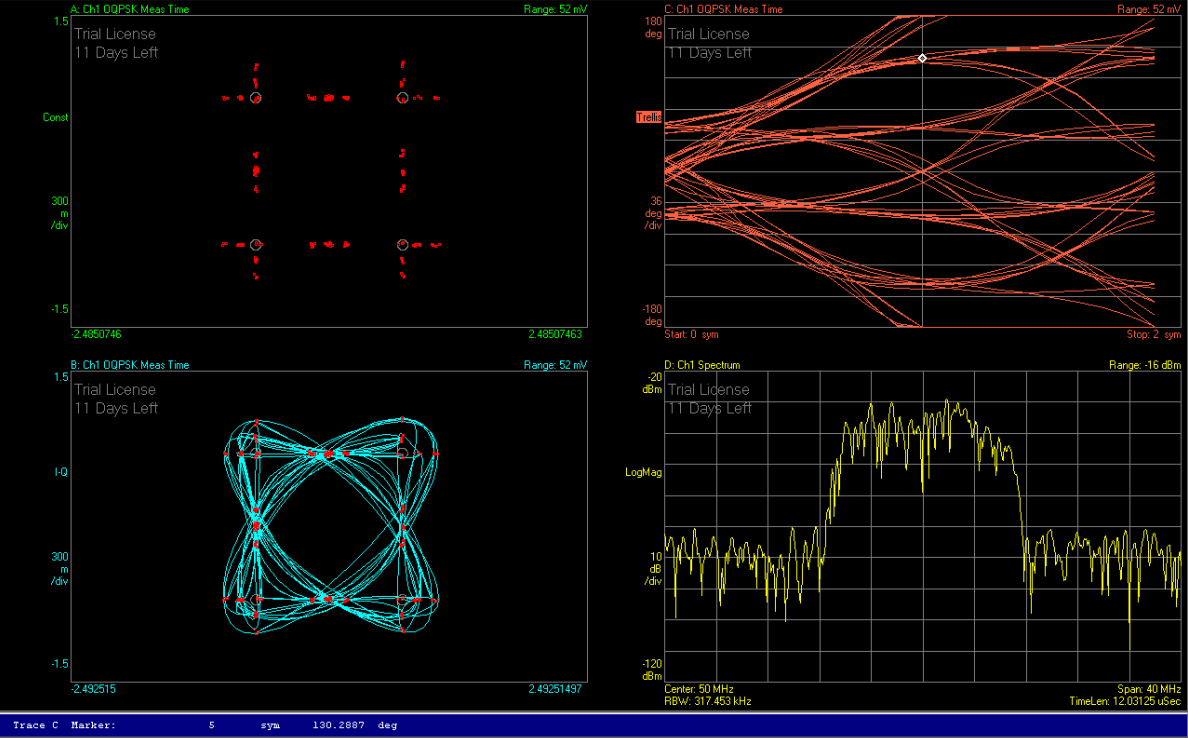 A: Ch1 OQPSK Meas Time Range: 52 mV
1.5
Trial License
11 Days Left
Const
300
m
/div
-1.5
-2.4850746 2.48507463
C: Ch1 OQPSK Meas Time Range: 52 mV
180
deg
Trial License
11 Days Left
Trellis
36
deg
/div
-180
deg
Start: 0 sym Stop: 2 sym
B: Ch1 OQPSK Meas Time Range: 52 mV
1.5
Trial License
11 Days Left
I-Q
300
m
/div
-1.5
-2.492515 2.49251497
D: Ch1 Spectrum Range: -16 dBm
-20
dBm
Trial License
11 Days Left
LogMag
10
dB
/div
-120
dBm
Center: 50 MHz Span: 40 MHz
RBW: 317.453 kHz TimeLen: 12.03125 uSec
Trace C Marker: 5 sym 130.2887 deg